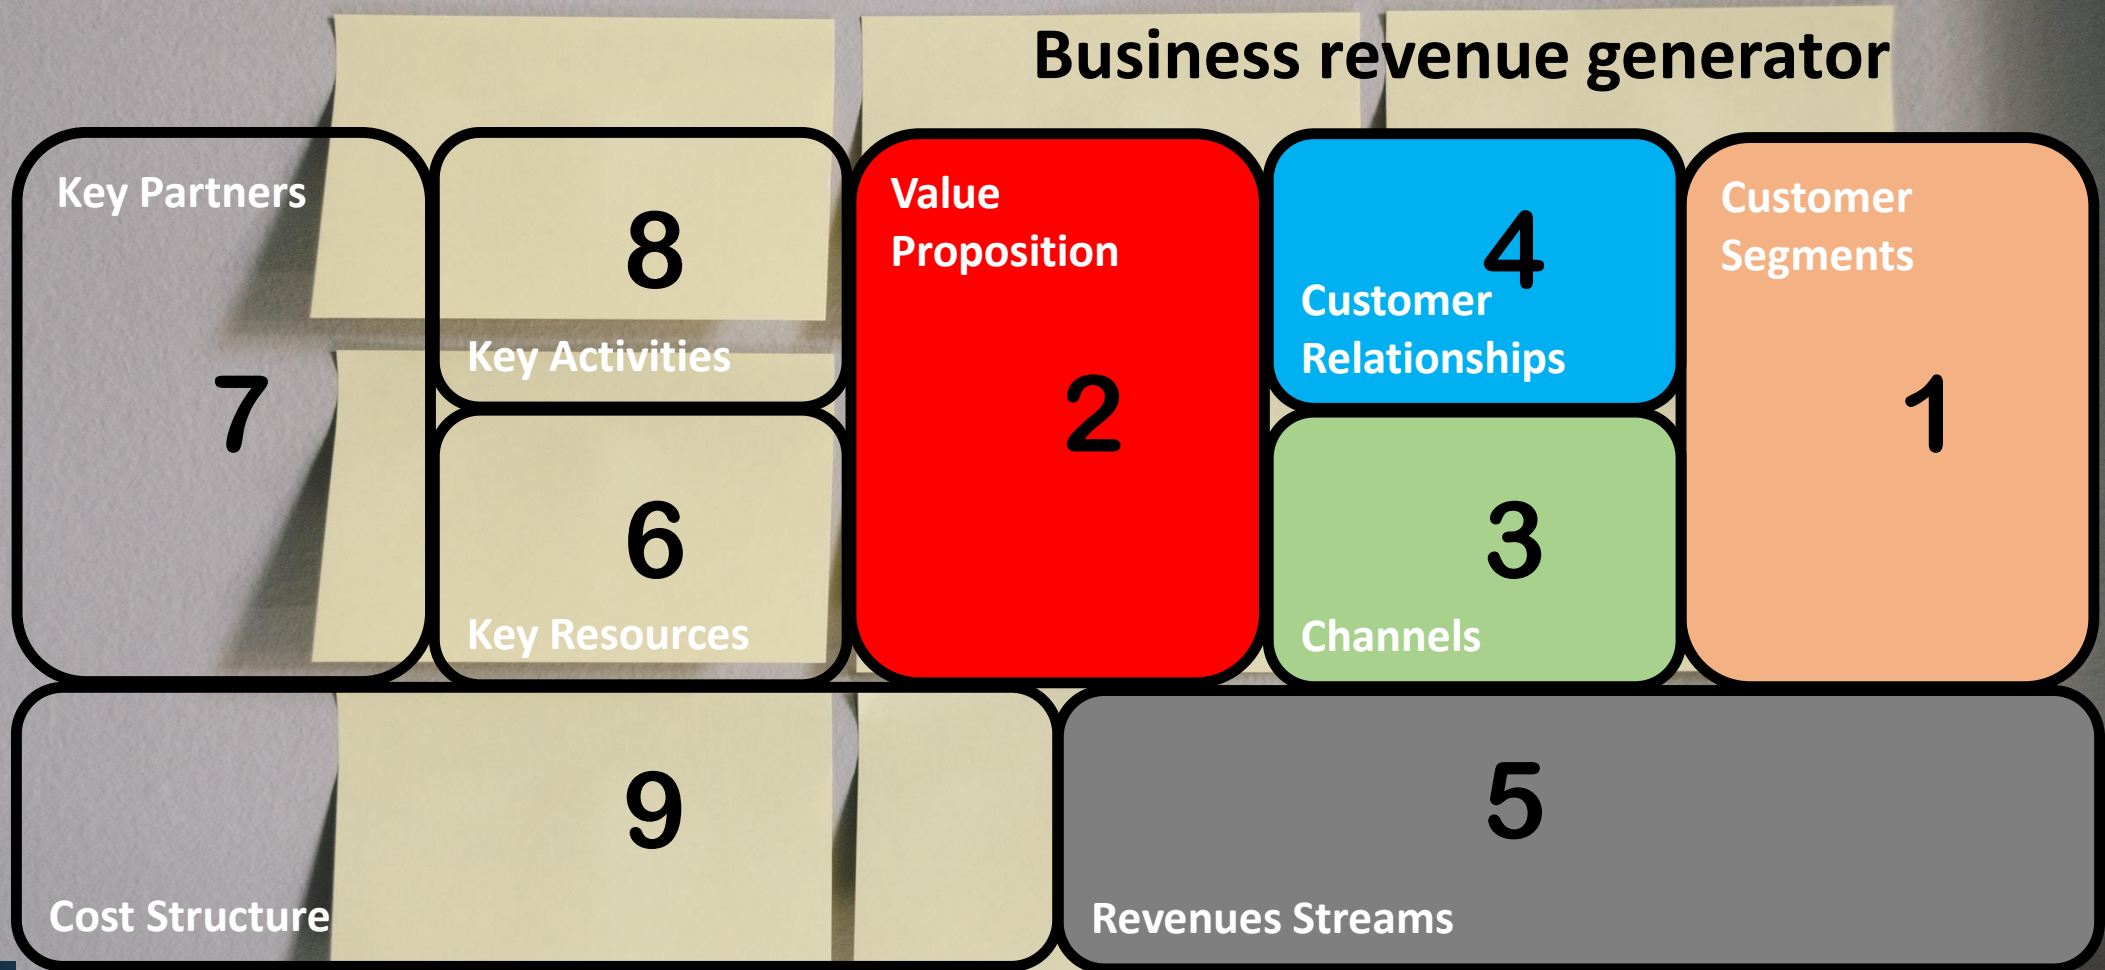 Business revenue generator
Key Partners
7
8
Key Activities
6
Key Resources
Value
Proposition
2
4
Customer
Relationships
3
Channels
Customer
Segments
1
9
Cost Structure
5
Revenues Streams